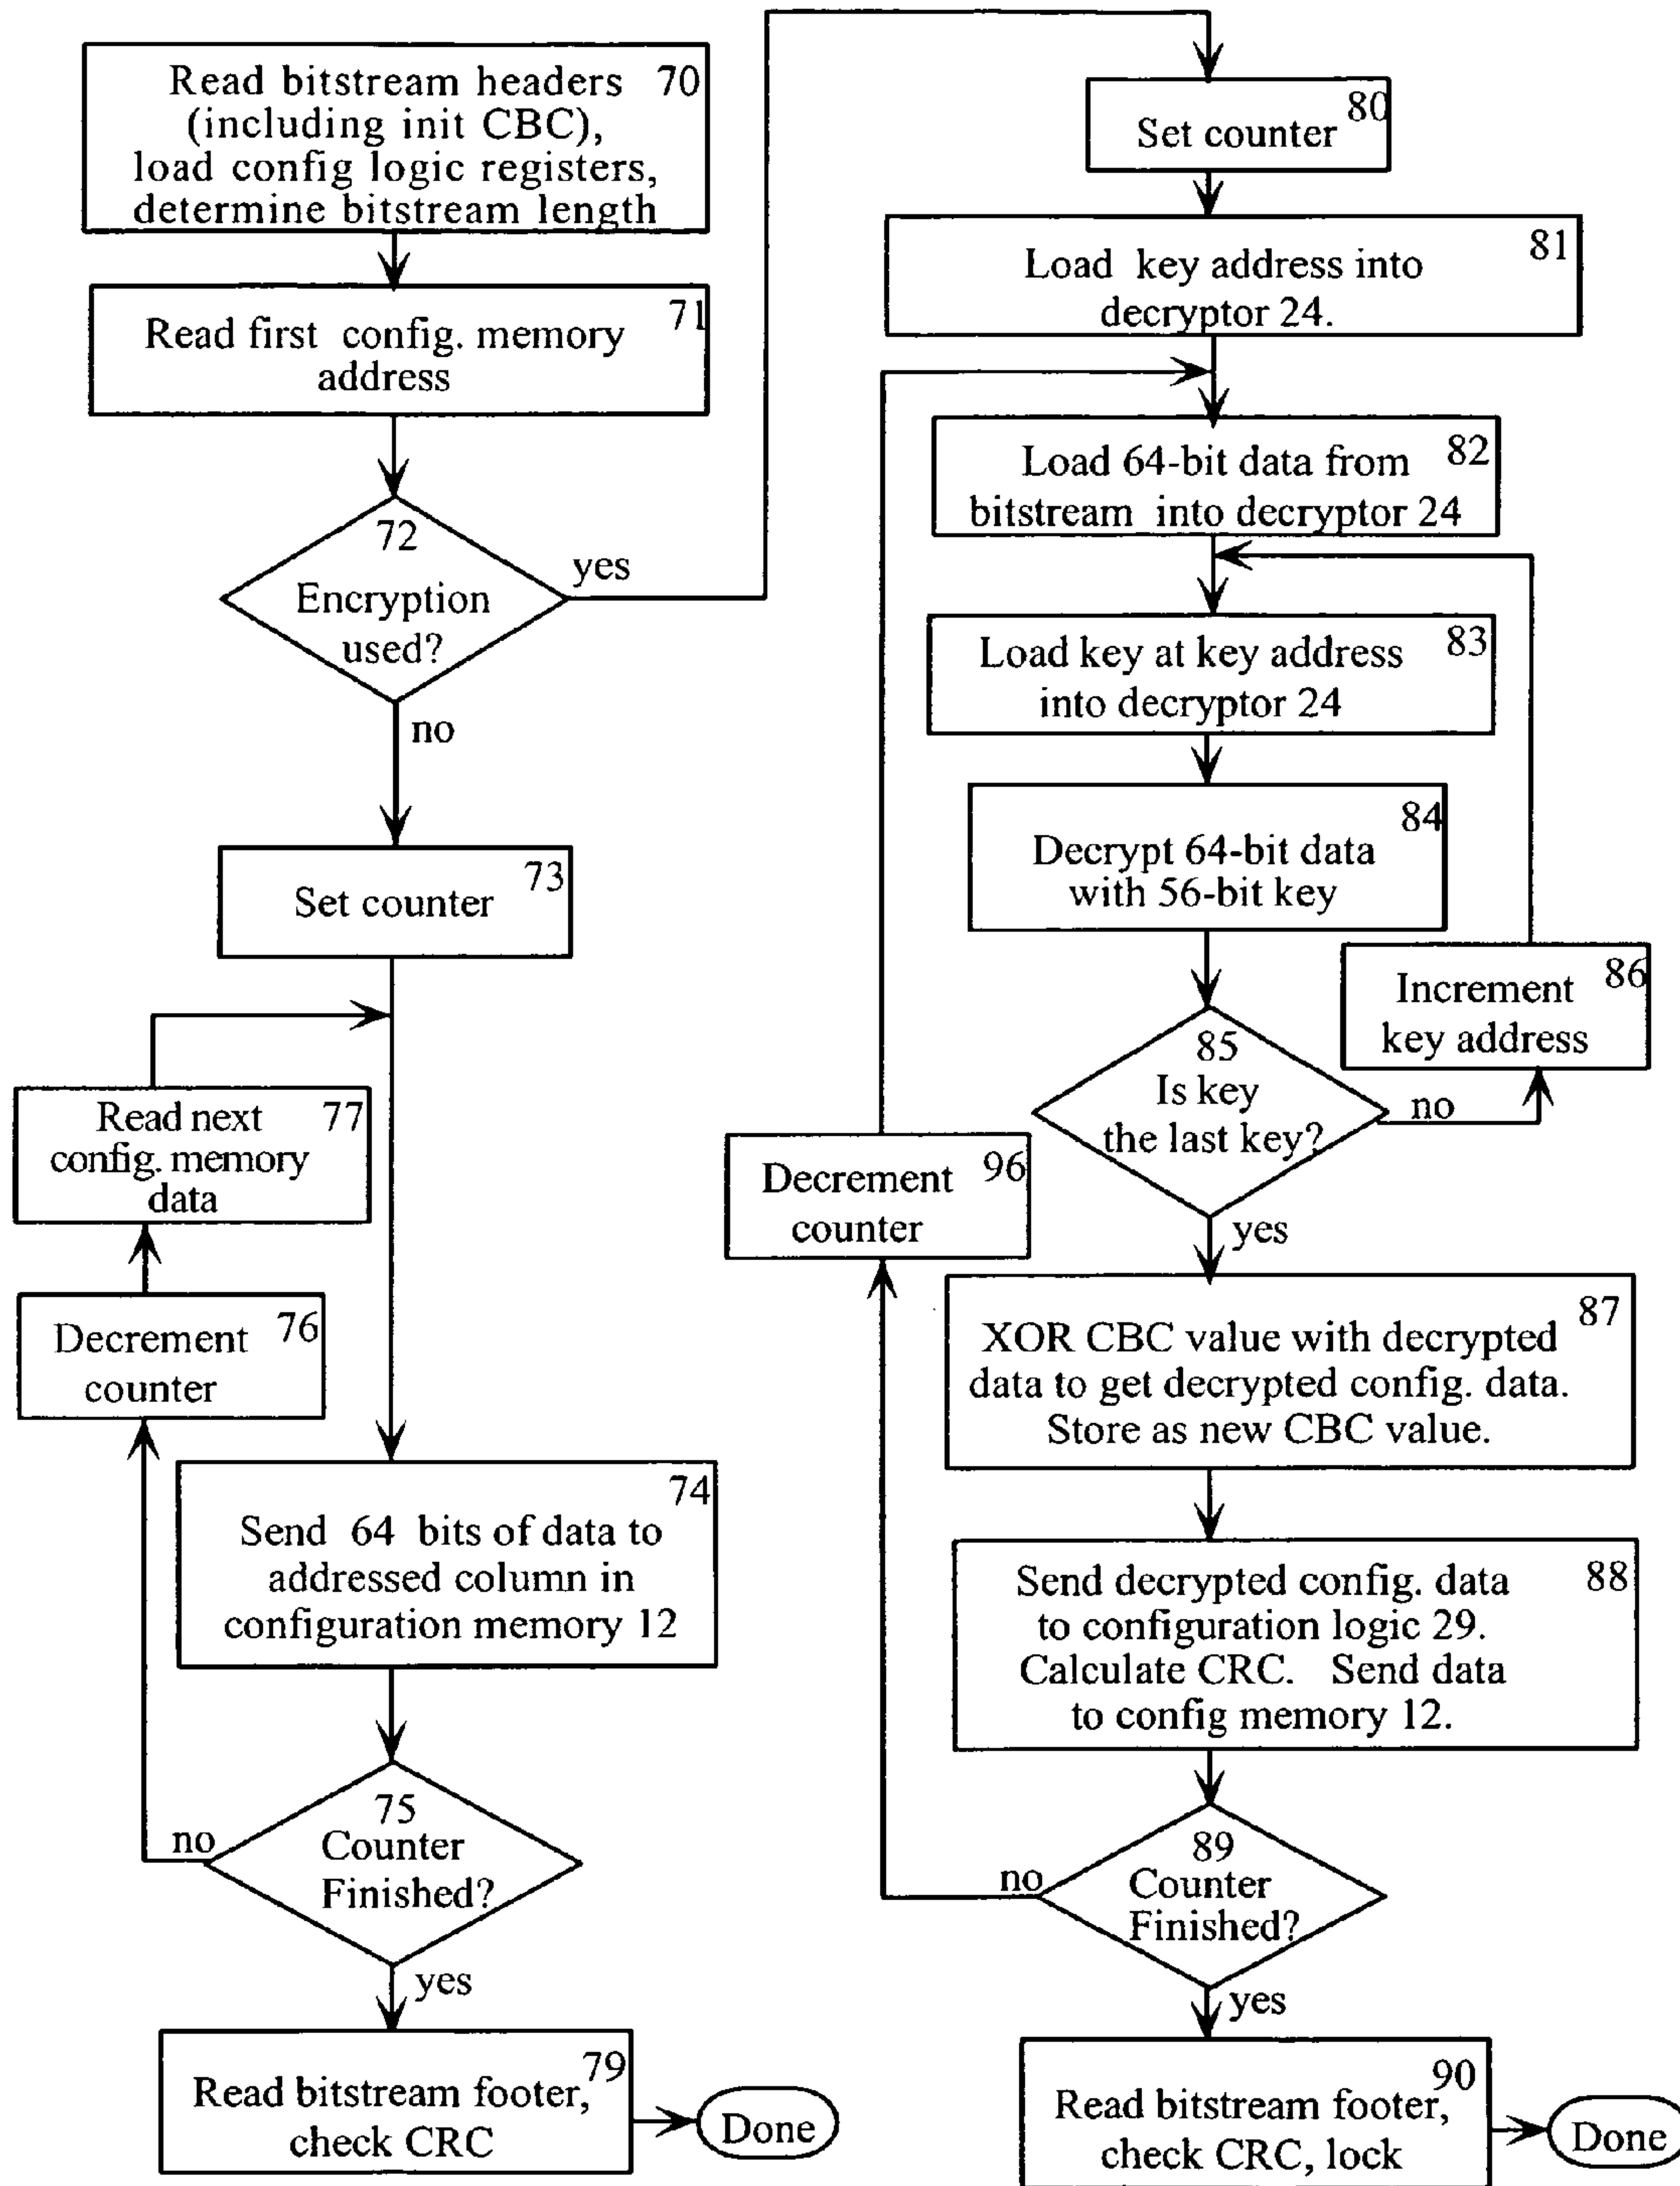 Read bitstream headers 70
(including init CBC),
load config logic registers,
determine bitstream length
Read first config. memory 71
address
72
Encryption
used?
yes
no
73
Set counter
Read next 77
config. memory
data
Decrement 76
counter
74
Send 64 bits of data to
addressed column in
configuration memory 12
75
Counter
Finished?
no
yes
79
Read bitstream footer,
check CRC
Done
80
Set counter
81
Load key address into
decryptor 24.
Load 64-bit data from 82
bitstream into decryptor 24
Load key at key address 83
into decryptor 24
84
Decrypt 64-bit data
with 56-bit key
85
Is key
the last key?
no
yes
86
Increment
key address
Decrement 96
counter
87
XOR CBC value with decrypted
data to get decrypted config. data.
Store as new CBC value.
Send decrypted config. data 88
to configuration logic 29.
Calculate CRC. Send data
to config memory 12.
89
Counter
Finished?
no
yes
90
Read bitstream footer,
check CRC, lock
Done